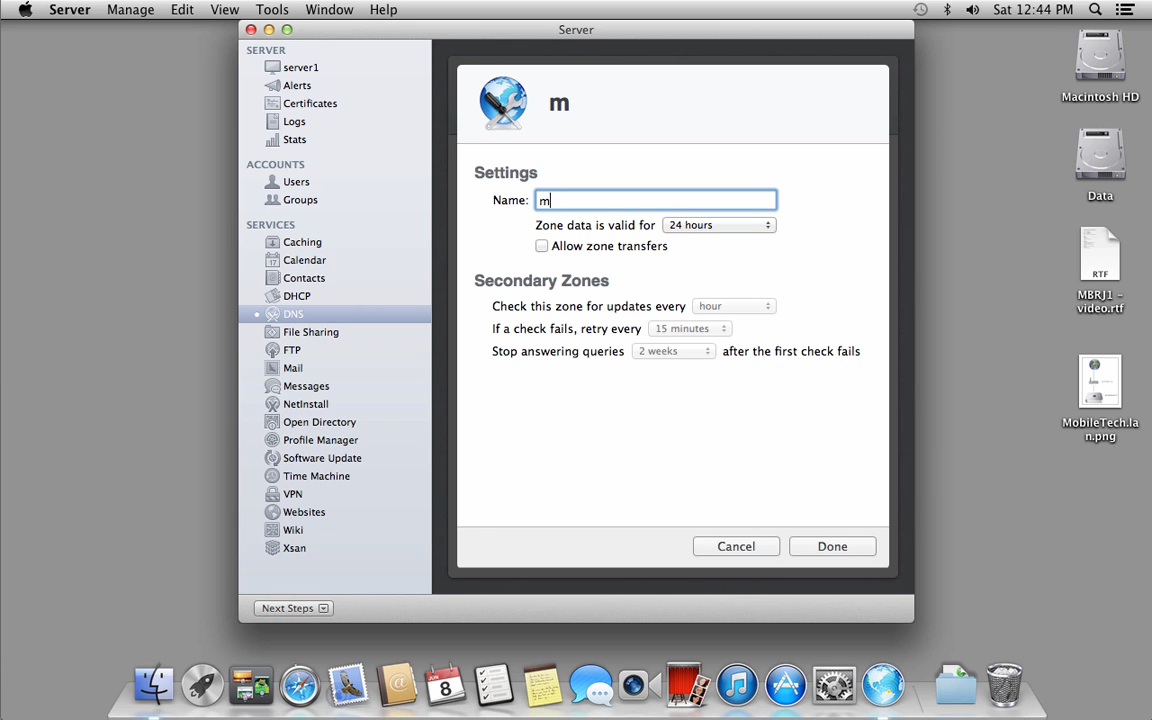 Server Manage Edit View Tools Window Help Sat 12:44 PM
Server
SERVER
server1
Alerts
Certificates
Logs
Stats
ACCOUNTS
Users
Groups
SERVICES
Caching
Calendar
Contacts
DHCP
DNS
File Sharing
FTP
Mail
Messages
NetInstall
Open Directory
Profile Manager
Software Update
Time Machine
VPN
Websites
Wiki
Xsan
Next Steps
m
Settings
Name: m
Zone data is valid for 24 hours
Allow zone transfers
Secondary Zones
Check this zone for updates every hour
If a check fails, retry every 15 minutes
Stop answering queries 2 weeks after the first check fails
Cancel Done
Macintosh HD
Data
RTF
MBRJ1 -
video.rtf
MobileTech.la
n.png
JUN
8